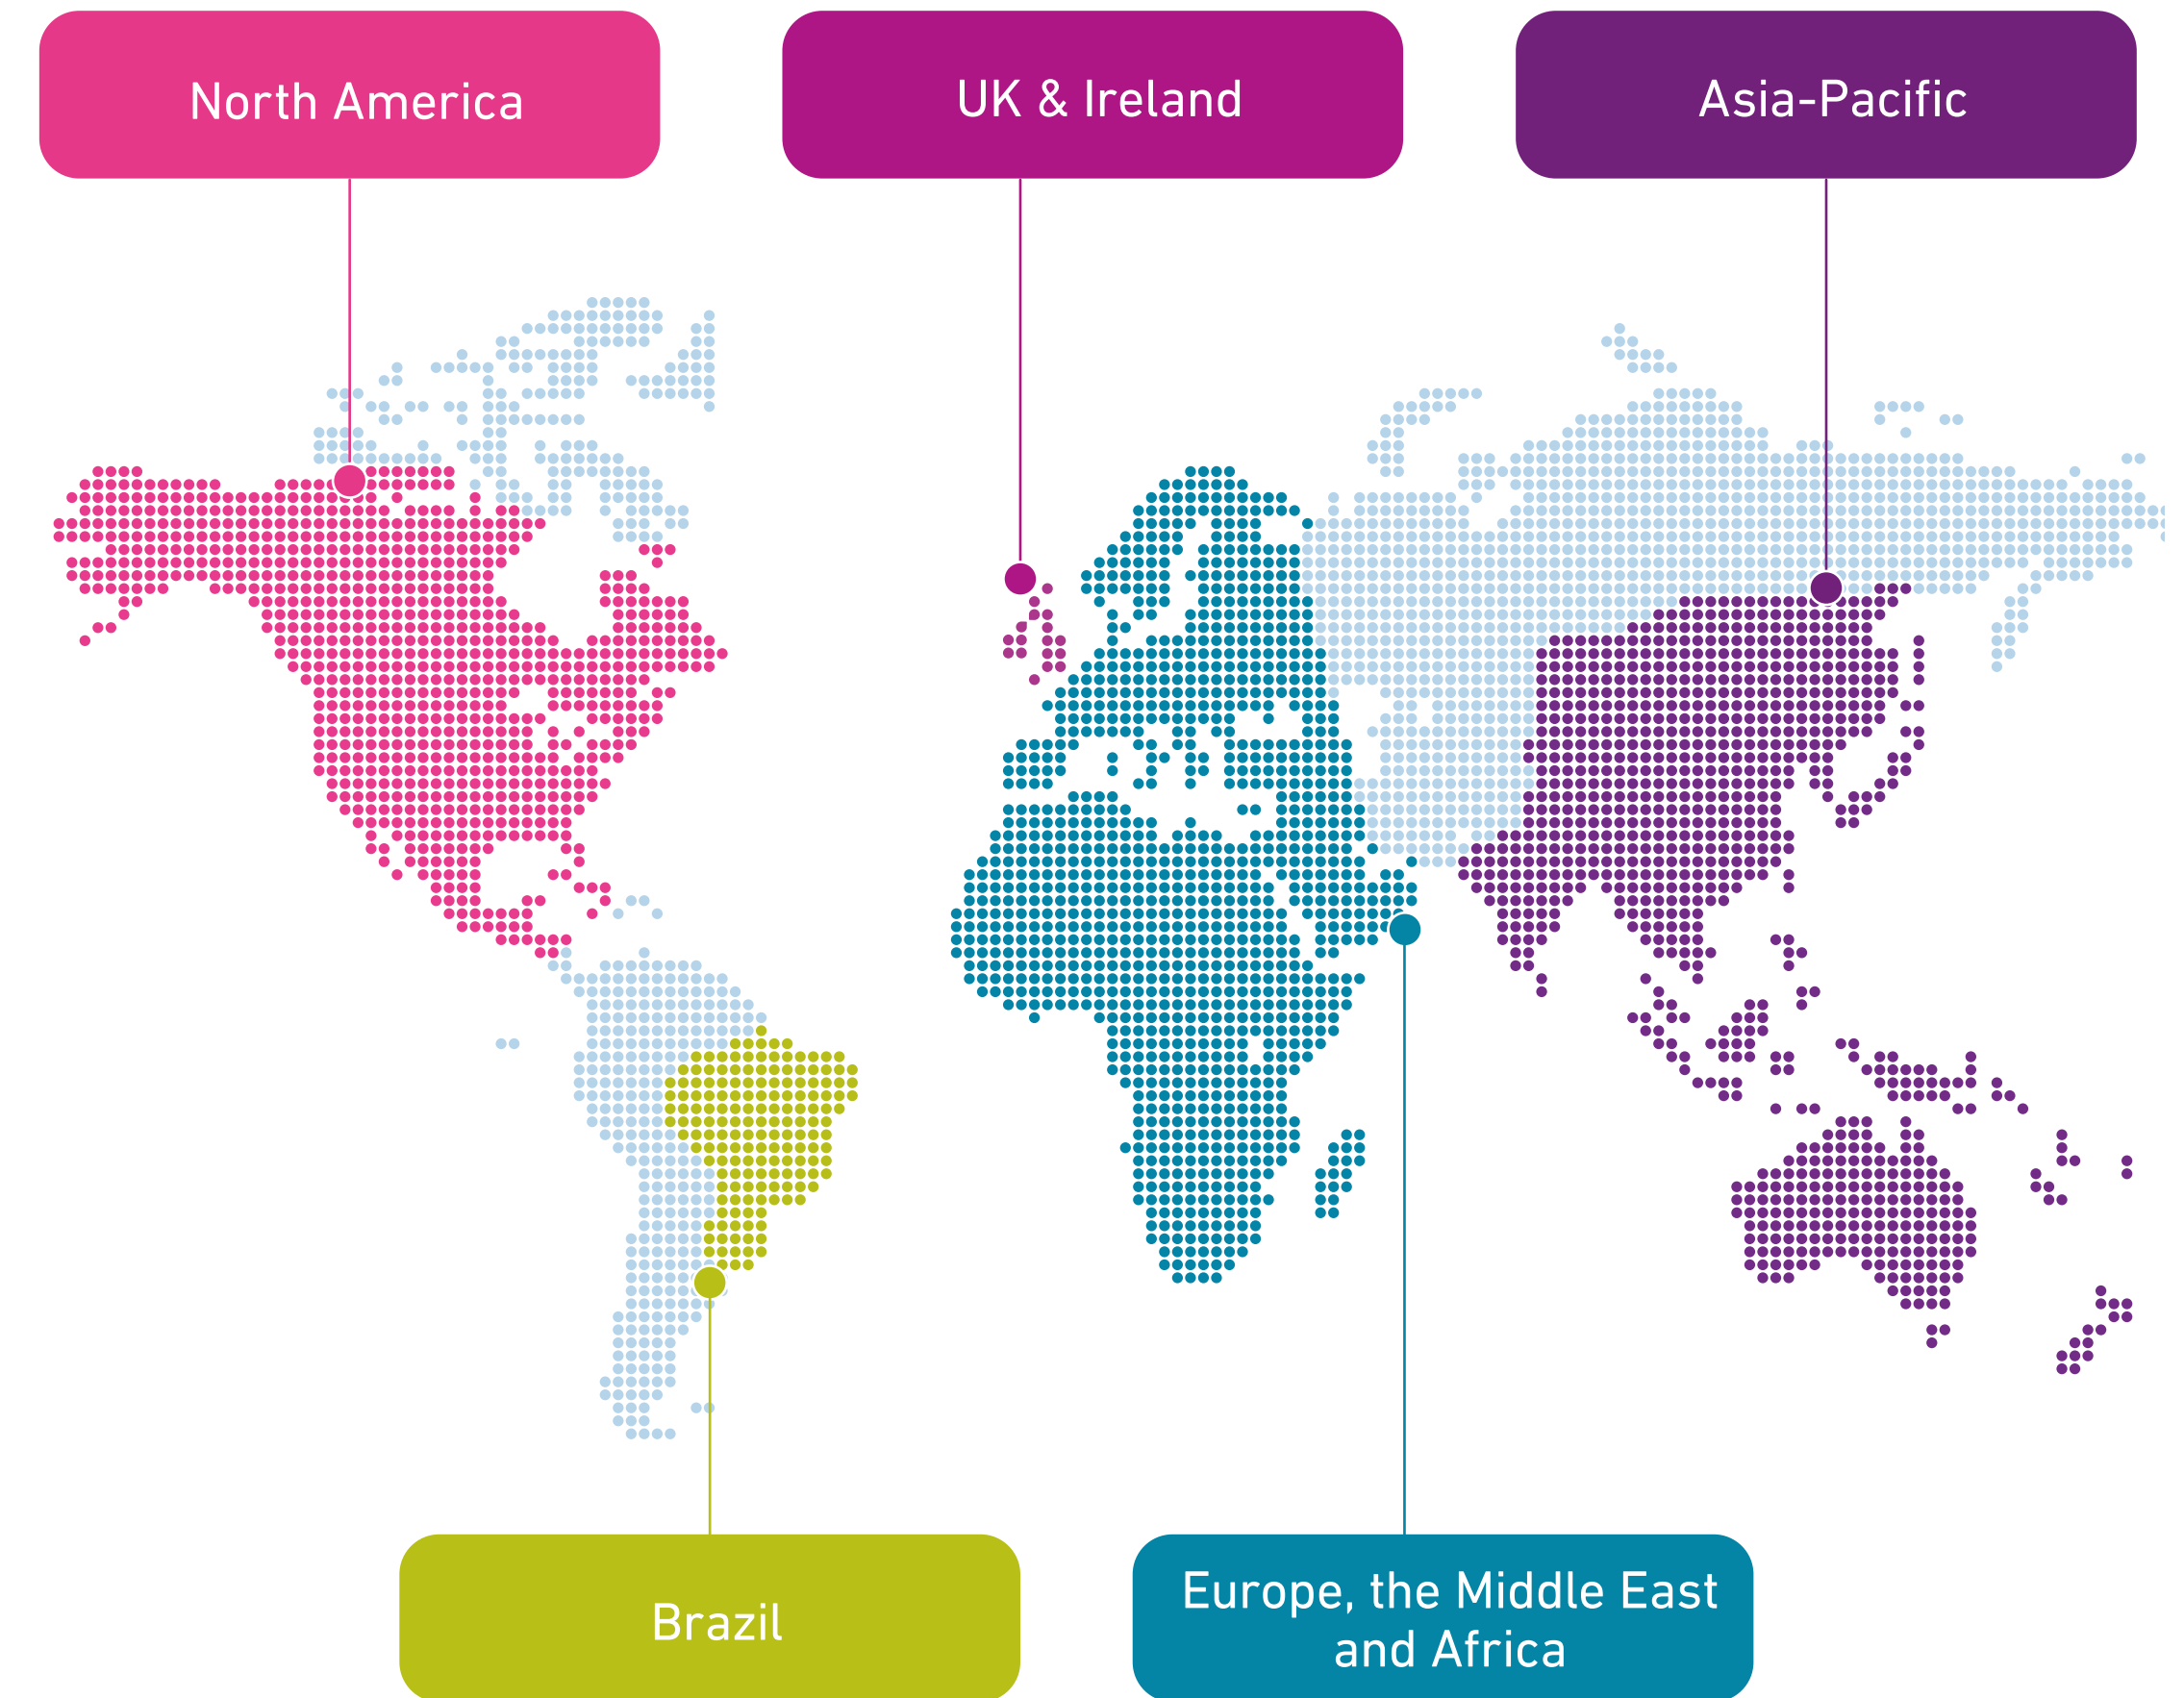 North America
UK & Ireland
Asia-Pacific
Brazil
Europe, the Middle East
and Africa